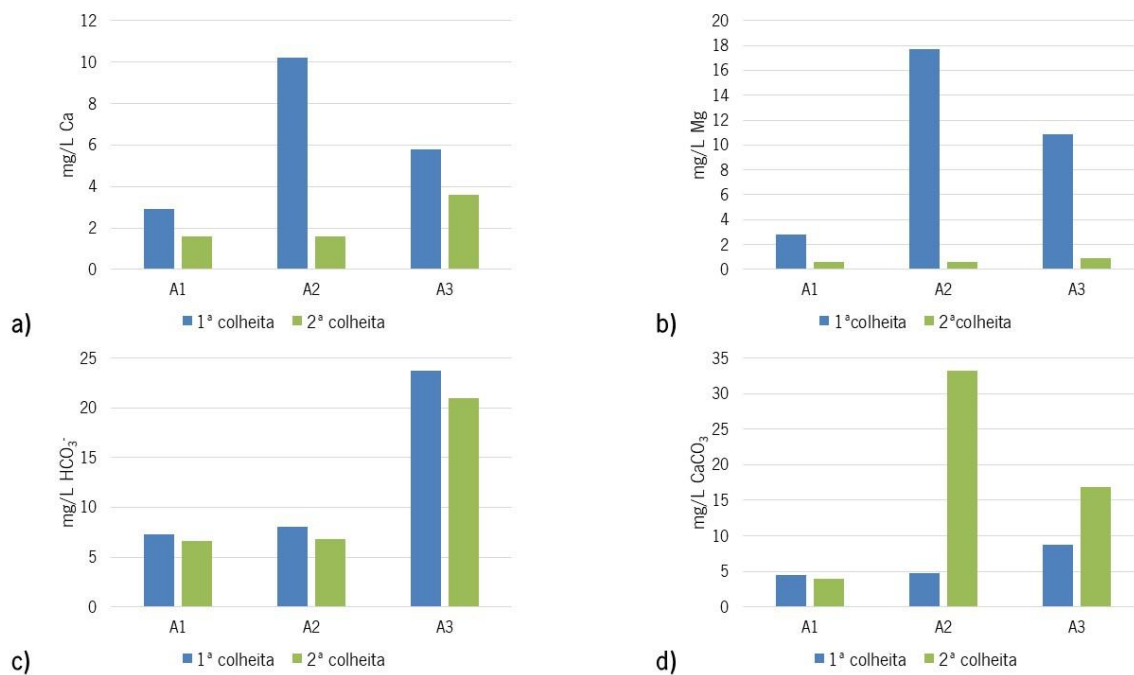 12
10
8
6
4
2
0
mg/L Ca
A1 A2 A3
1ª colheita 2ª colheita
a)
20
18
16
14
12
10
8
6
4
2
0
mg/L Mg
A1 A2 A3
1ªcolheita 2ªcolheita
b)
25
20
15
10
5
0
mg/L HCO₃⁻
A1 A2 A3
1ª colheita 2ª colheita
c)
35
30
25
20
15
10
5
0
mg/L CaCO₃
A1 A2 A3
1ª colheita 2ª colheita
d)